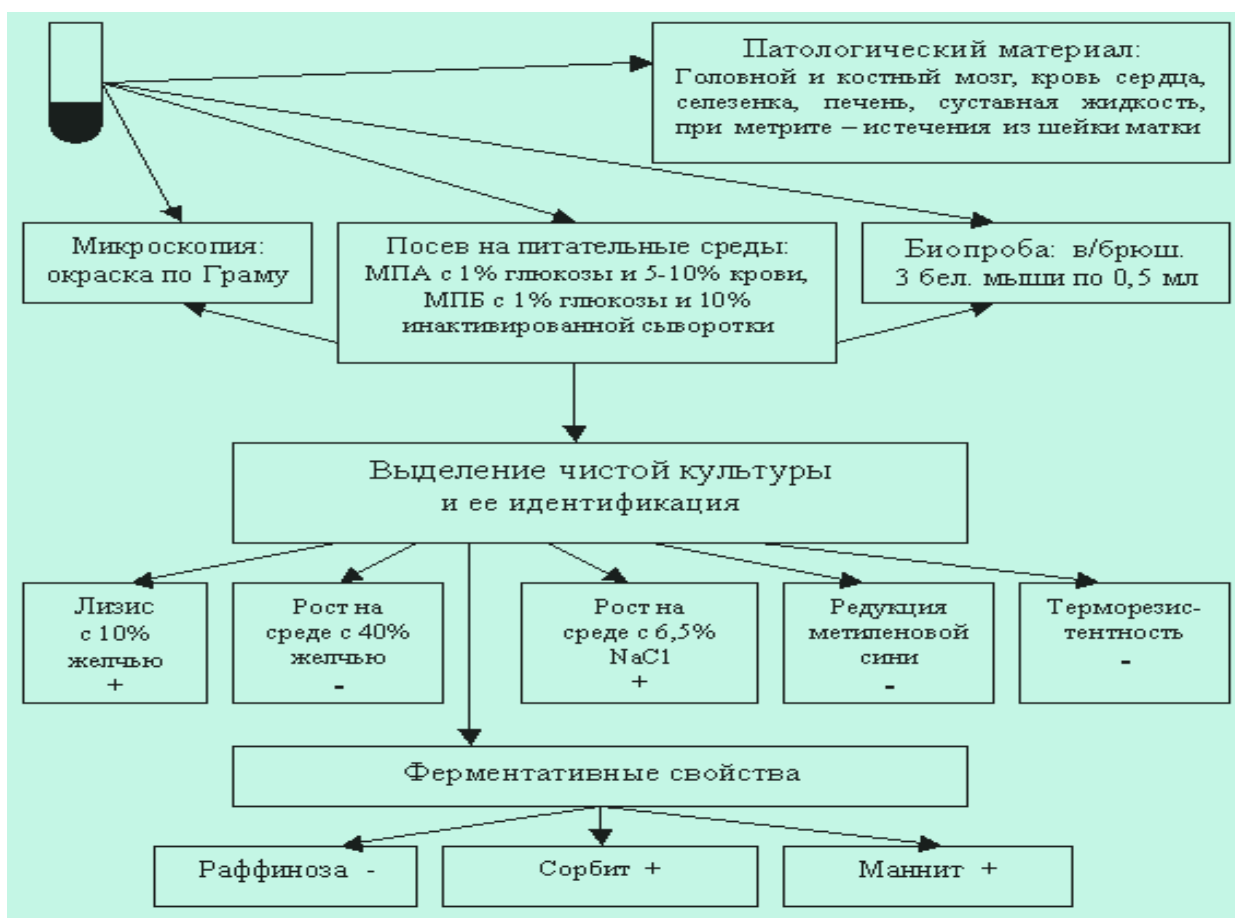 Патологический материал:
Головной и костный мозг, кровь сердца,
селезенка, печень, суставная жидкость,
при метрите – истечения из шейки матки
Микроскопия:
окраска по Граму
Посев на питательные среды:
МПА с 1% глюкозы и 5-10% крови,
МПБ с 1% глюкозы и 10%
инактивированной сыворотки
Биопроба: в/брюш.
3 бел. мыши по 0,5 мл
Выделение чистой культуры
и ее идентификация
Лизис
с 10%
желчью
+
Рост на
среде с 40%
желчью
-
Рост на
среде с 6,5%
NaCl
+
Редукция
метиленовой
сини
-
Терморезис-
тентность
-
Ферментативные свойства
Раффиноза -
Сорбит +
Маннит +